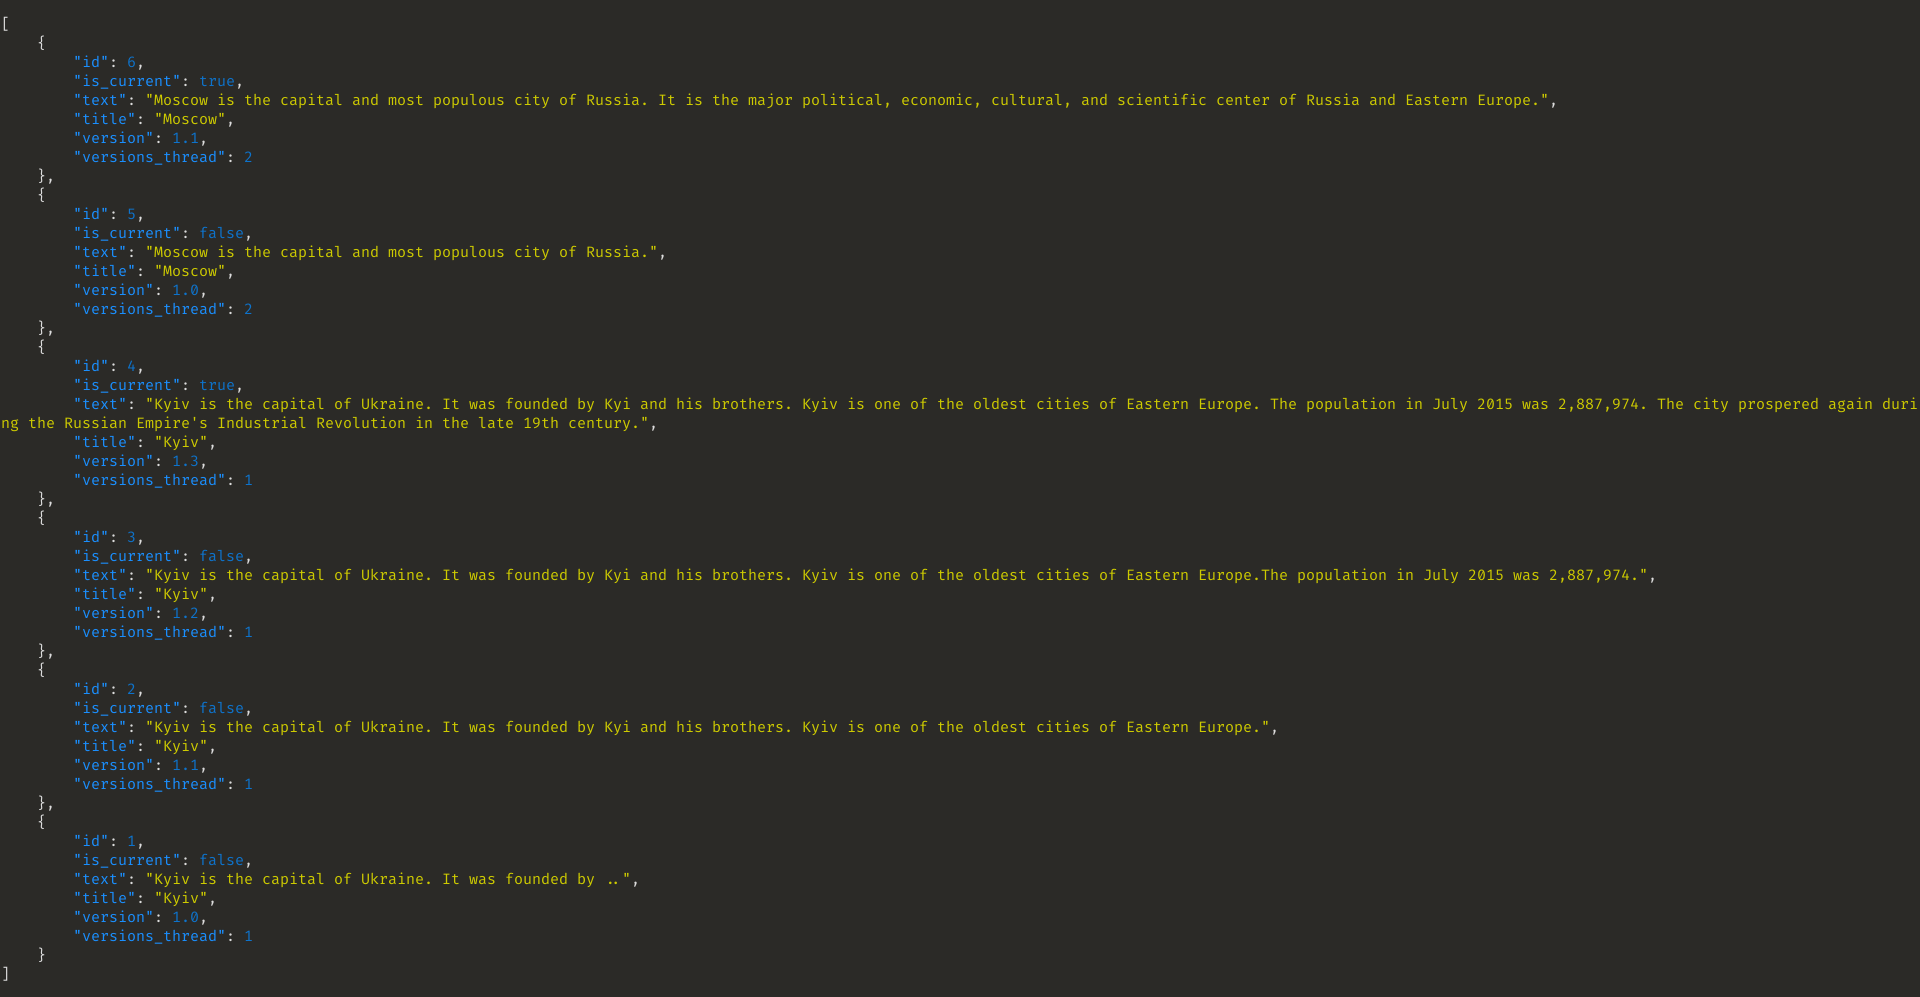 [
    {
        "id": 6,
        "is_current": true,
        "text": "Moscow is the capital and most populous city of Russia. It is the major political, economic, cultural, and scientific center of Russia and Eastern Europe.",
        "title": "Moscow",
        "version": 1.1,
        "versions_thread": 2
    },
    {
        "id": 5,
        "is_current": false,
        "text": "Moscow is the capital and most populous city of Russia.",
        "title": "Moscow",
        "version": 1.0,
        "versions_thread": 2
    },
    {
        "id": 4,
        "is_current": true,
        "text": "Kyiv is the capital of Ukraine. It was founded by Kyi and his brothers. Kyiv is one of the oldest cities of Eastern Europe. The population in July 2015 was 2,887,974. The city prospered again duri
ng the Russian Empire's Industrial Revolution in the late 19th century.",
        "title": "Kyiv",
        "version": 1.3,
        "versions_thread": 1
    },
    {
        "id": 3,
        "is_current": false,
        "text": "Kyiv is the capital of Ukraine. It was founded by Kyi and his brothers. Kyiv is one of the oldest cities of Eastern Europe.The population in July 2015 was 2,887,974.",
        "title": "Kyiv",
        "version": 1.2,
        "versions_thread": 1
    },
    {
        "id": 2,
        "is_current": false,
        "text": "Kyiv is the capital of Ukraine. It was founded by Kyi and his brothers. Kyiv is one of the oldest cities of Eastern Europe.",
        "title": "Kyiv",
        "version": 1.1,
        "versions_thread": 1
    },
    {
        "id": 1,
        "is_current": false,
        "text": "Kyiv is the capital of Ukraine. It was founded by ..",
        "title": "Kyiv",
        "version": 1.0,
        "versions_thread": 1
    }
]